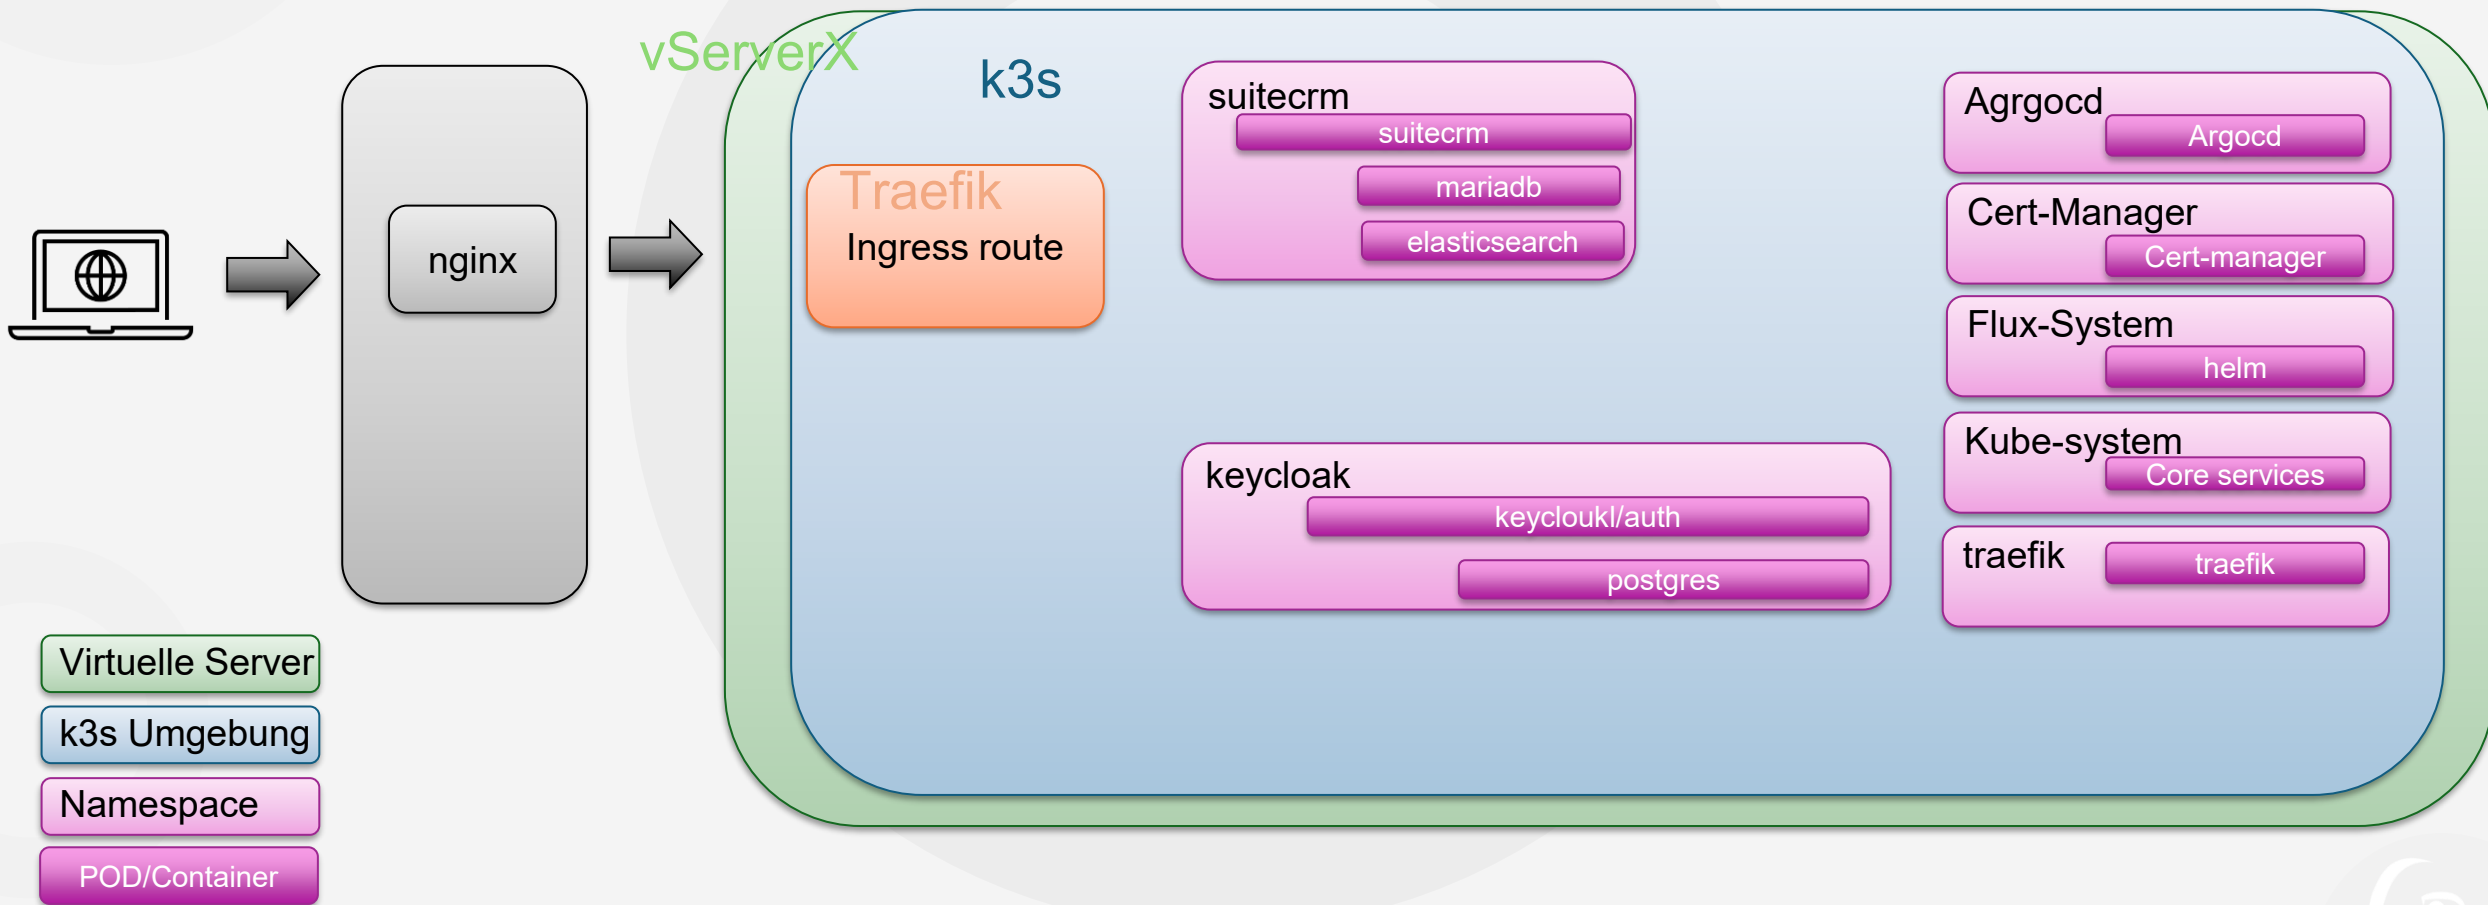 vServerX
k3s
nginx
Traefik
Ingress route
suitecrm
suitecrm
mariadb
elasticsearch
keycloak
keycloukl/auth
postgres
Agrgocd
Argocd
Cert-Manager
Cert-manager
Flux-System
helm
Kube-system
Core services
traefik
traefik
Virtuelle Server
k3s Umgebung
Namespace
POD/Container